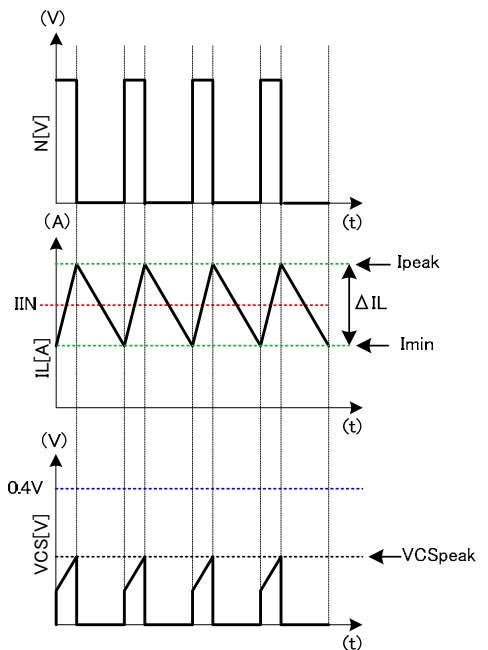 (V)
N[V]
(t)
(A)
Ipeak
IIN
ΔIL
IL[A]
Imin
(t)
(V)
0.4V
VCS[V]
VCSpeak
(t)